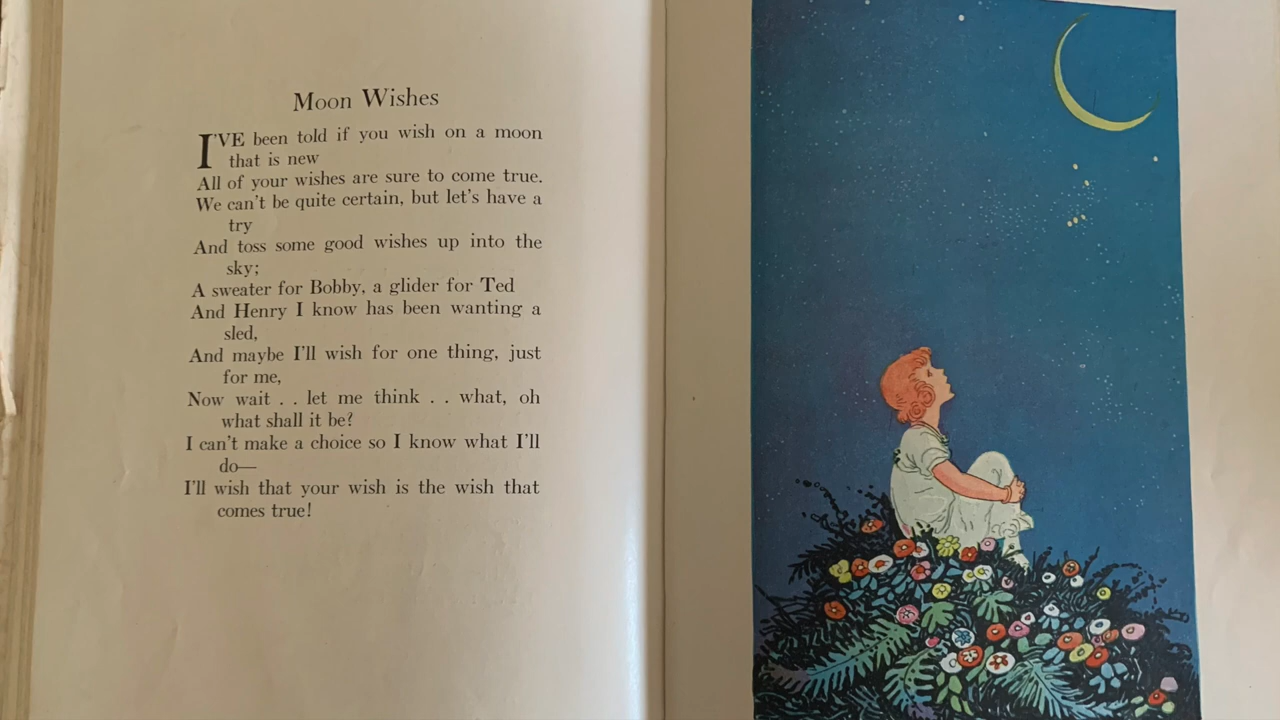 Moon Wishes
I'VE been told if you wish on a moon
that is new
All of your wishes are sure to come true.
We can't be quite certain, but let's have a
try
And toss some good wishes up into the
sky;
A sweater for Bobby, a glider for Ted
And Henry I know has been wanting a
sled,
And maybe I'll wish for one thing, just
for me,
Now wait . . let me think . . what, oh
what shall it be?
I can't make a choice so I know what I'll
do—
I'll wish that your wish is the wish that
comes true!